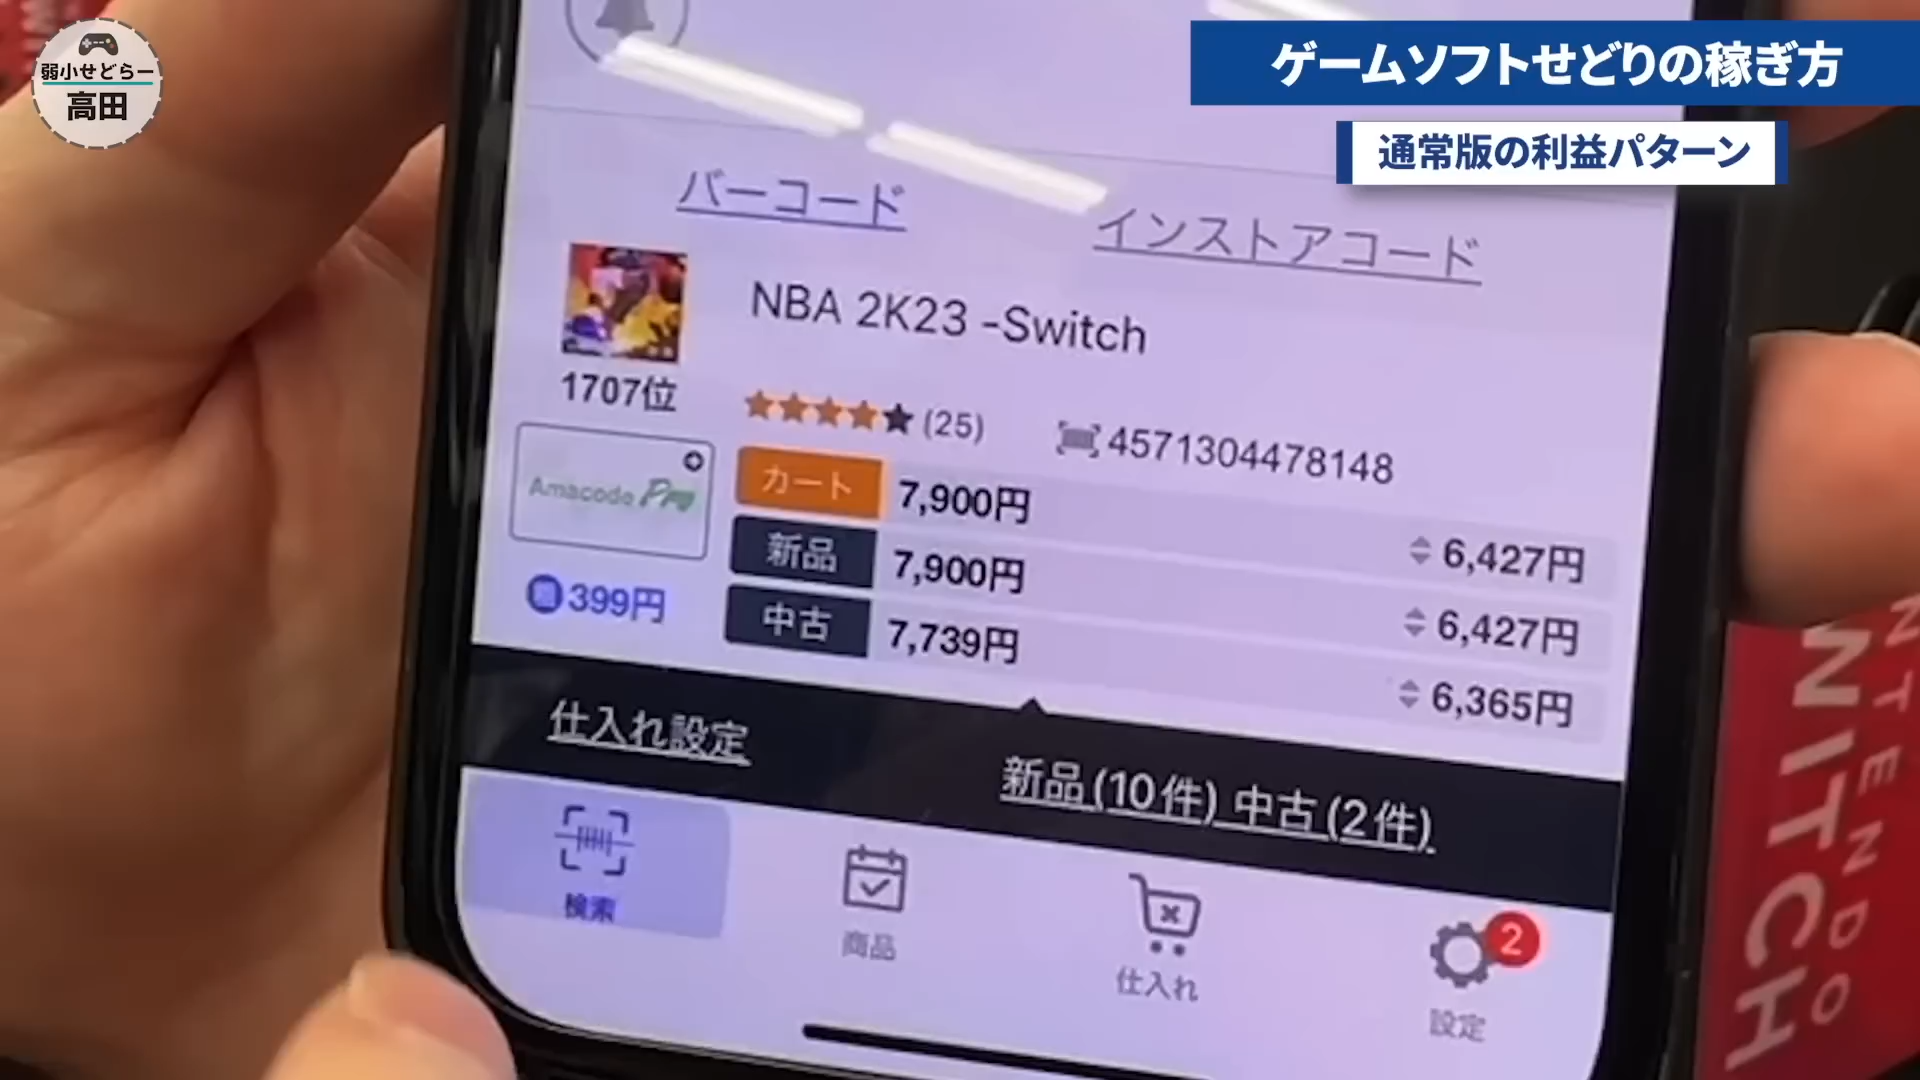 弱小せどらー
高田
ゲームソフトせどりの稼ぎ方
通常版の利益パターン
バーコード
インストアコード
NBA 2K23 -Switch
1707位
(25)
4571304478148
Amacode Pro
カート 7,900円 6,427円
新品 7,900円 6,427円
399円
中古 7,739円 6,365円
仕入れ設定
新品(10件) 中古(2件)
検索
商品
仕入れ
設定
2
NINTENDO
SWITCH